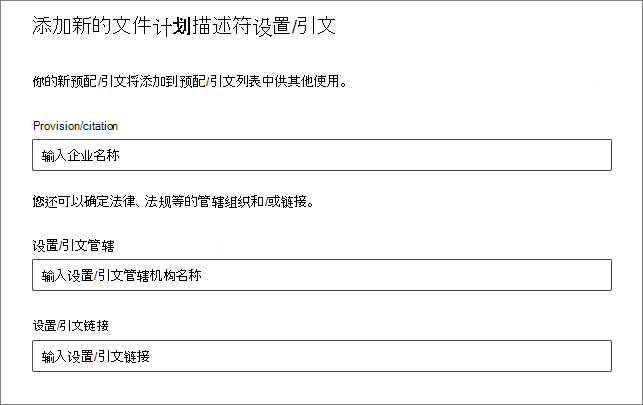 添加新的文件计划描述符设置/引文
你的新预配/引文将添加到预配/引文列表中供其他使用。
Provision/citation
输入企业名称
您还可以确定法律、法规等的管辖组织和/或链接。
设置/引文管辖
输入设置/引文管辖机构名称
设置/引文链接
输入设置/引文链接